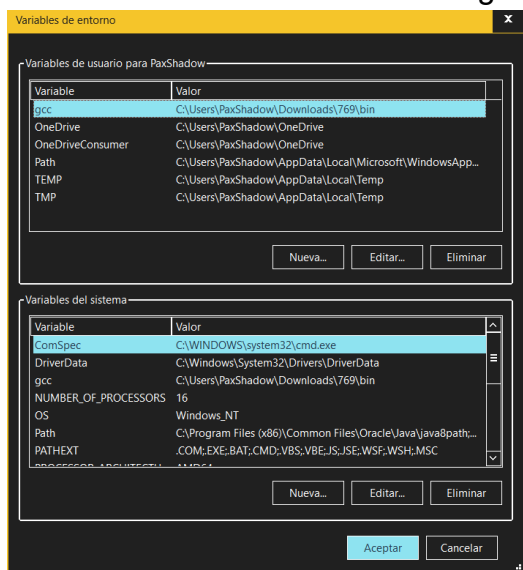 Variables de entorno x
Variables de usuario para PaxShadow
Variable Valor
gcc C:\Users\PaxShadow\Downloads\769\bin
OneDrive C:\Users\PaxShadow\OneDrive
OneDriveConsumer C:\Users\PaxShadow\OneDrive
Path C:\Users\PaxShadow\AppData\Local\Microsoft\WindowsApp...
TEMP C:\Users\PaxShadow\AppData\Local\Temp
TMP C:\Users\PaxShadow\AppData\Local\Temp
Nueva... Editar... Eliminar
Variables del sistema
Variable Valor
ComSpec C:\WINDOWS\system32\cmd.exe
DriverData C:\Windows\System32\Drivers\DriverData
gcc C:\Users\PaxShadow\Downloads\769\bin
NUMBER_OF_PROCESSORS 16
OS Windows_NT
Path C:\Program Files (x86)\Common Files\Oracle\Java\java8path;...
PATHEXT .COM;.EXE;.BAT;.CMD;.VBS;.VBE;.JS;.JSE;.WSF;.WSH;.MSC
PROCESSOR_ARCHITECTU... AMD64
Nueva... Editar... Eliminar
Aceptar Cancelar